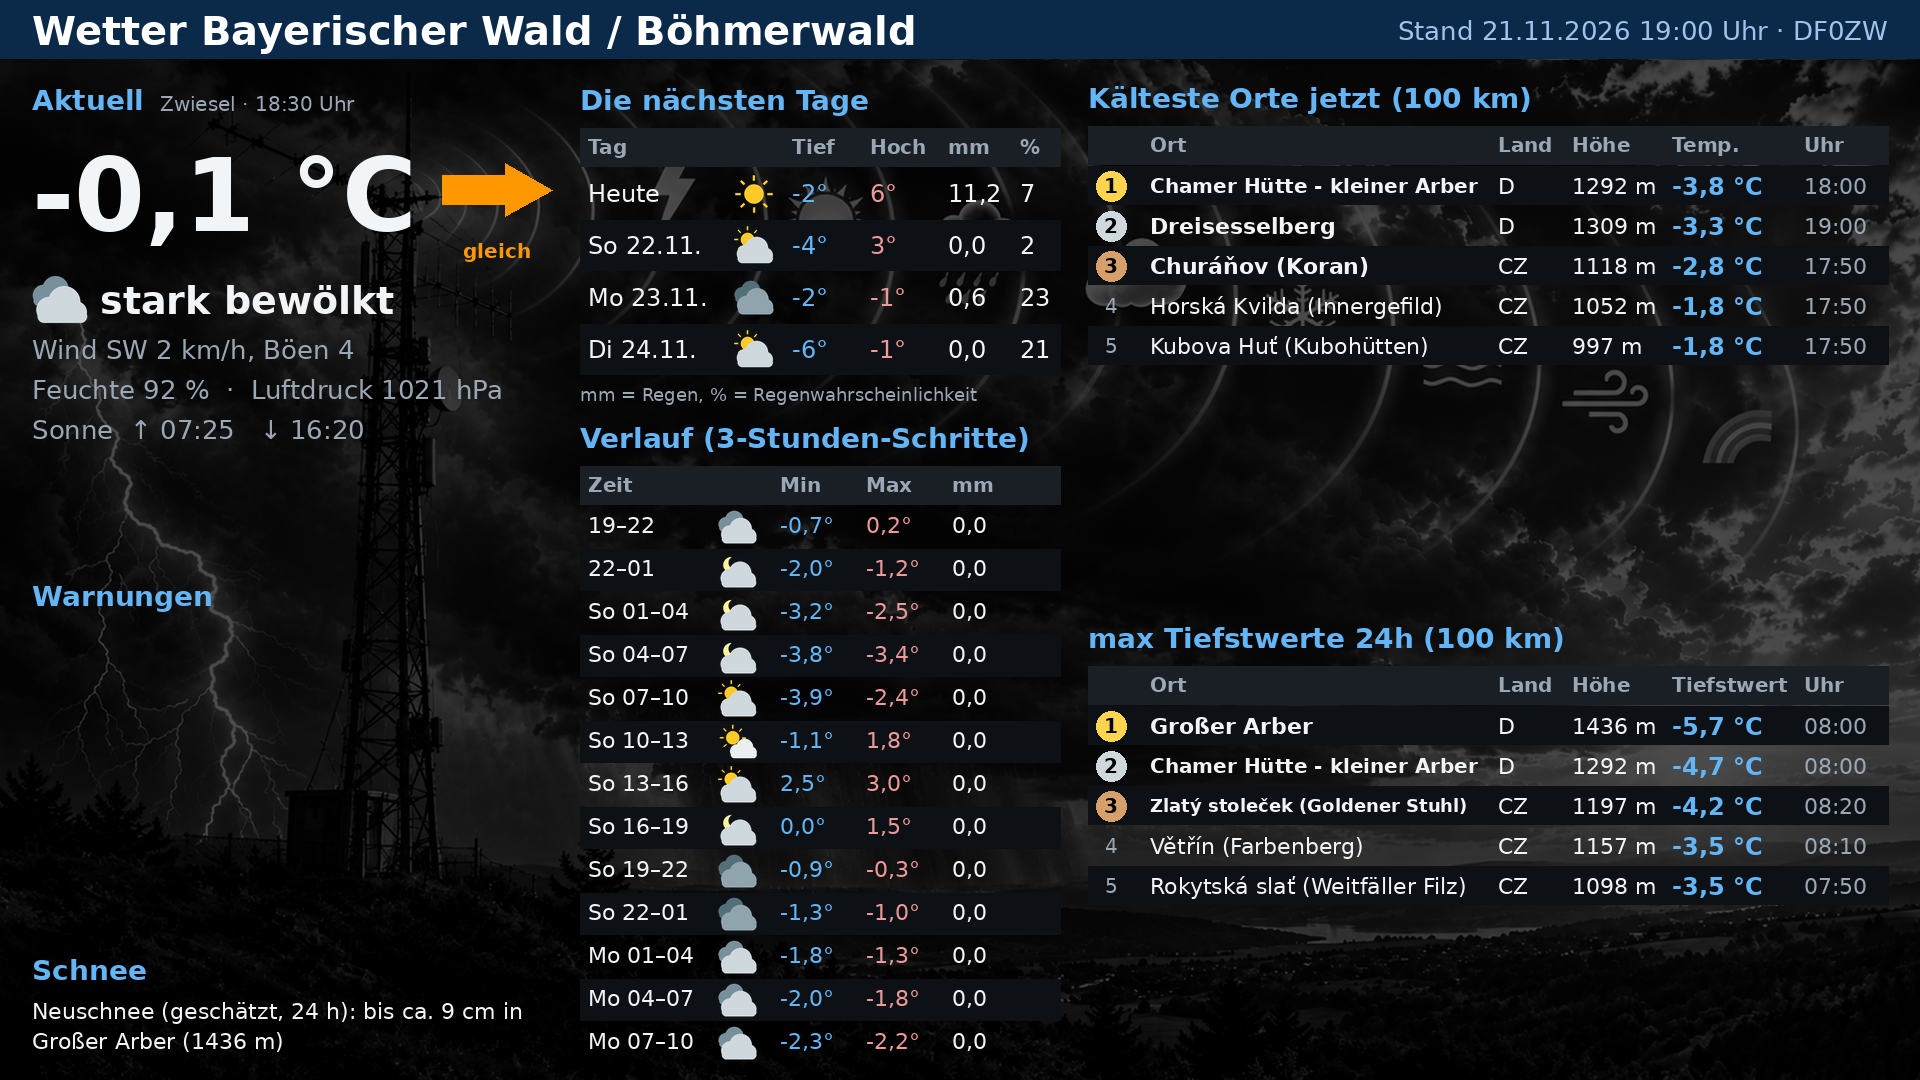 Wetter Bayerischer Wald / Böhmerwald
Stand 21.11.2026 19:00 Uhr · DF0ZW
Aktuell Zwiesel · 18:30 Uhr
-0,1 °C
gleich
stark bewölkt
Wind SW 2 km/h, Böen 4
Feuchte 92 % · Luftdruck 1021 hPa
Sonne ↑ 07:25 ↓ 16:20
Warnungen
Schnee
Neuschnee (geschätzt, 24 h): bis ca. 9 cm in
Großer Arber (1436 m)
Die nächsten Tage
Tag Tief Hoch mm %
Heute -2° 6° 11,2 7
So 22.11. -4° 3° 0,0 2
Mo 23.11. -2° -1° 0,6 23
Di 24.11. -6° -1° 0,0 21
mm = Regen, % = Regenwahrscheinlichkeit
Verlauf (3-Stunden-Schritte)
Zeit Min Max mm
19–22 -0,7° 0,2° 0,0
22–01 -2,0° -1,2° 0,0
So 01–04 -3,2° -2,5° 0,0
So 04–07 -3,8° -3,4° 0,0
So 07–10 -3,9° -2,4° 0,0
So 10–13 -1,1° 1,8° 0,0
So 13–16 2,5° 3,0° 0,0
So 16–19 0,0° 1,5° 0,0
So 19–22 -0,9° -0,3° 0,0
So 22–01 -1,3° -1,0° 0,0
Mo 01–04 -1,8° -1,3° 0,0
Mo 04–07 -2,0° -1,8° 0,0
Mo 07–10 -2,3° -2,2° 0,0
Kälteste Orte jetzt (100 km)
Ort Land Höhe Temp. Uhr
1 Chamer Hütte - kleiner Arber D 1292 m -3,8 °C 18:00
2 Dreisesselberg D 1309 m -3,3 °C 19:00
3 Churáňov (Koran) CZ 1118 m -2,8 °C 17:50
4 Horská Kvilda (Innergefild) CZ 1052 m -1,8 °C 17:50
5 Kubova Huť (Kubohütten) CZ 997 m -1,8 °C 17:50
max Tiefstwerte 24h (100 km)
Ort Land Höhe Tiefstwert Uhr
1 Großer Arber D 1436 m -5,7 °C 08:00
2 Chamer Hütte - kleiner Arber D 1292 m -4,7 °C 08:00
3 Zlatý stoleček (Goldener Stuhl) CZ 1197 m -4,2 °C 08:20
4 Větřín (Farbenberg) CZ 1157 m -3,5 °C 08:10
5 Rokytská slať (Weitfäller Filz) CZ 1098 m -3,5 °C 07:50